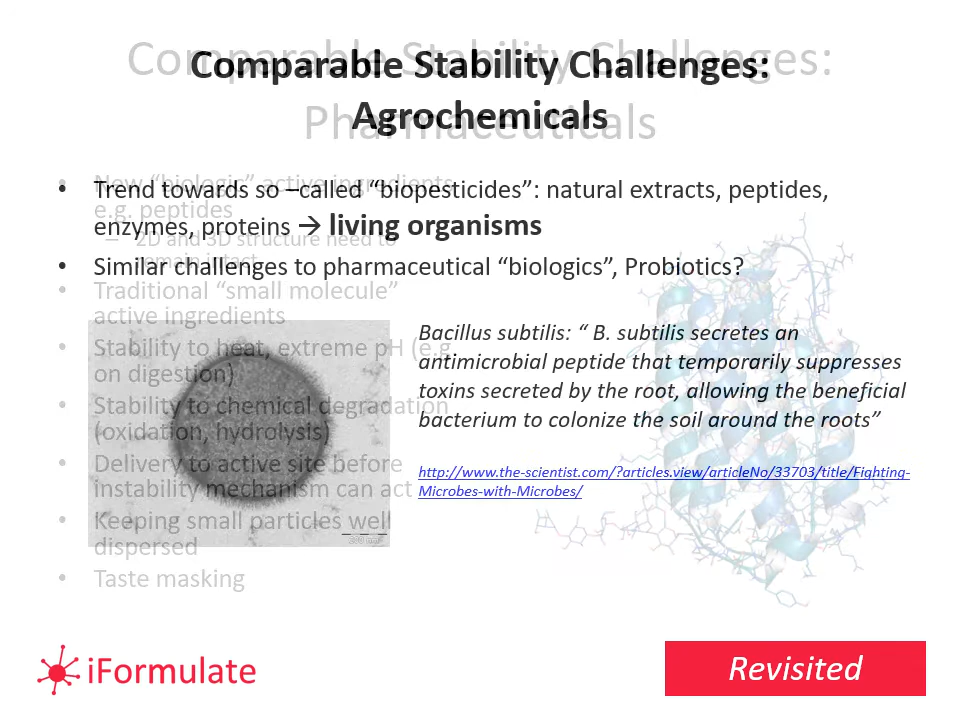 Comparable Stability Challenges:
Agrochemicals
Comparable Stability Challenges:
Pharmaceuticals
• Trend towards so –called “biopesticides”: natural extracts, peptides,
enzymes, proteins → living organisms
• Similar challenges to pharmaceutical “biologics”, Probiotics?
• New “biologic” active ingredients
e.g. peptides
– 2D and 3D structure need to
remain intact
• Traditional “small molecule”
active ingredients
• Stability to heat, extreme pH (e.g
on digestion)
• Stability to chemical degradation
(oxidation, hydrolysis)
• Delivery to active site before
instability mechanism can act
• Keeping small particles well
dispersed
• Taste masking
Bacillus subtilis: “ B. subtilis secretes an
antimicrobial peptide that temporarily suppresses
toxins secreted by the root, allowing the beneficial
bacterium to colonize the soil around the roots”
http://www.the-scientist.com/?articles.view/articleNo/33703/title/Fighting-
Microbes-with-Microbes/
iFormulate
Revisited